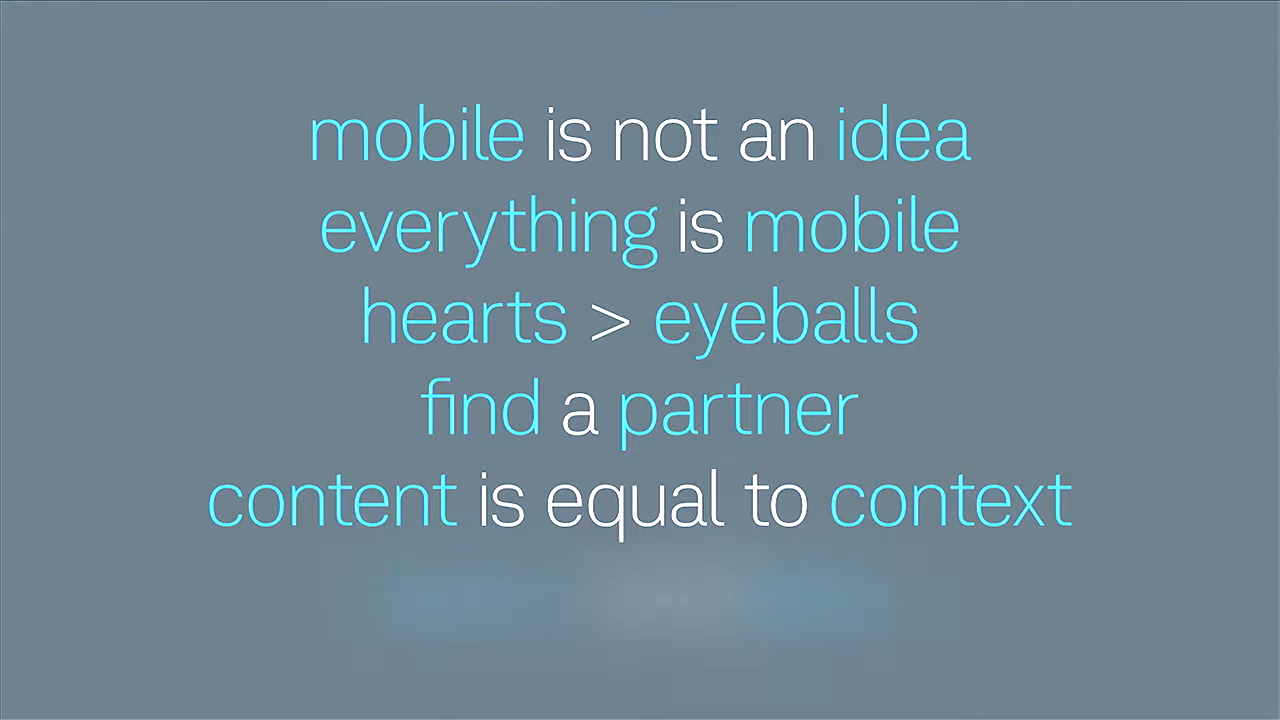 mobile is not an idea
everything is mobile
hearts > eyeballs
find a partner
content is equal to context